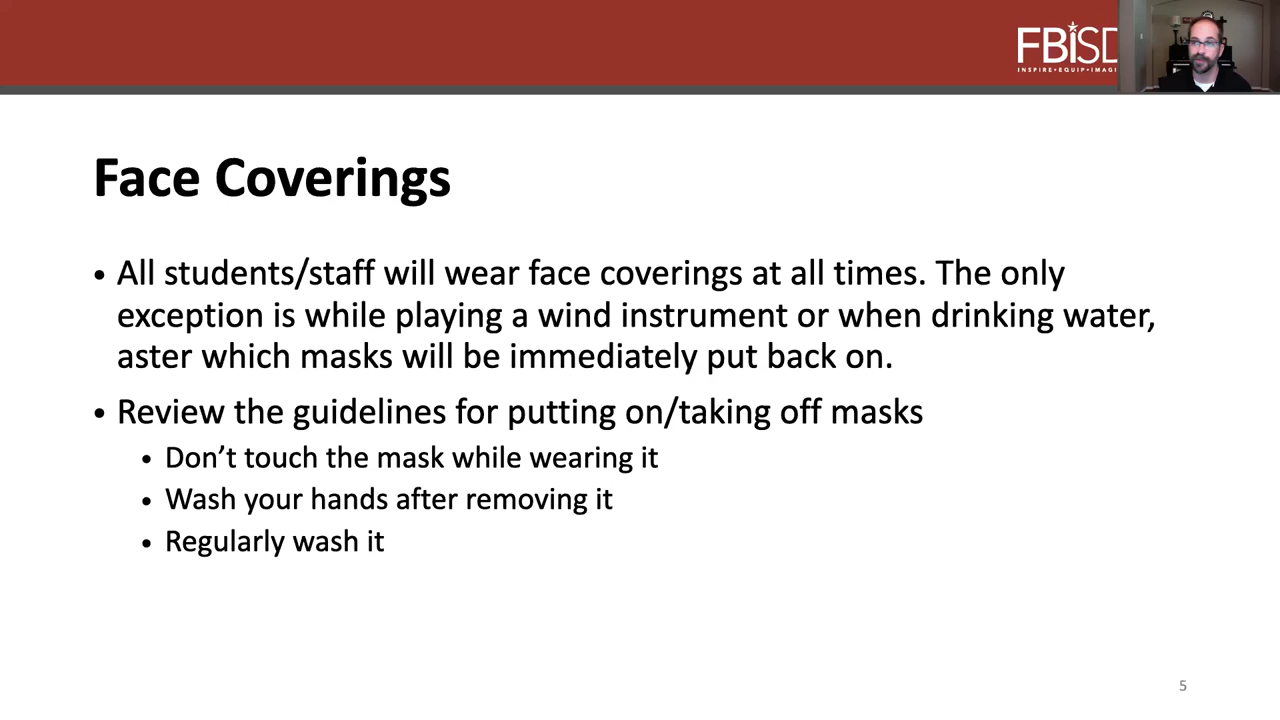 FBiSD
INSPIRE•EQUIP•IMAGI
Face Coverings
• All students/staff will wear face coverings at all times. The only
exception is while playing a wind instrument or when drinking water,
aster which masks will be immediately put back on.
• Review the guidelines for putting on/taking off masks
• Don’t touch the mask while wearing it
• Wash your hands after removing it
• Regularly wash it
5